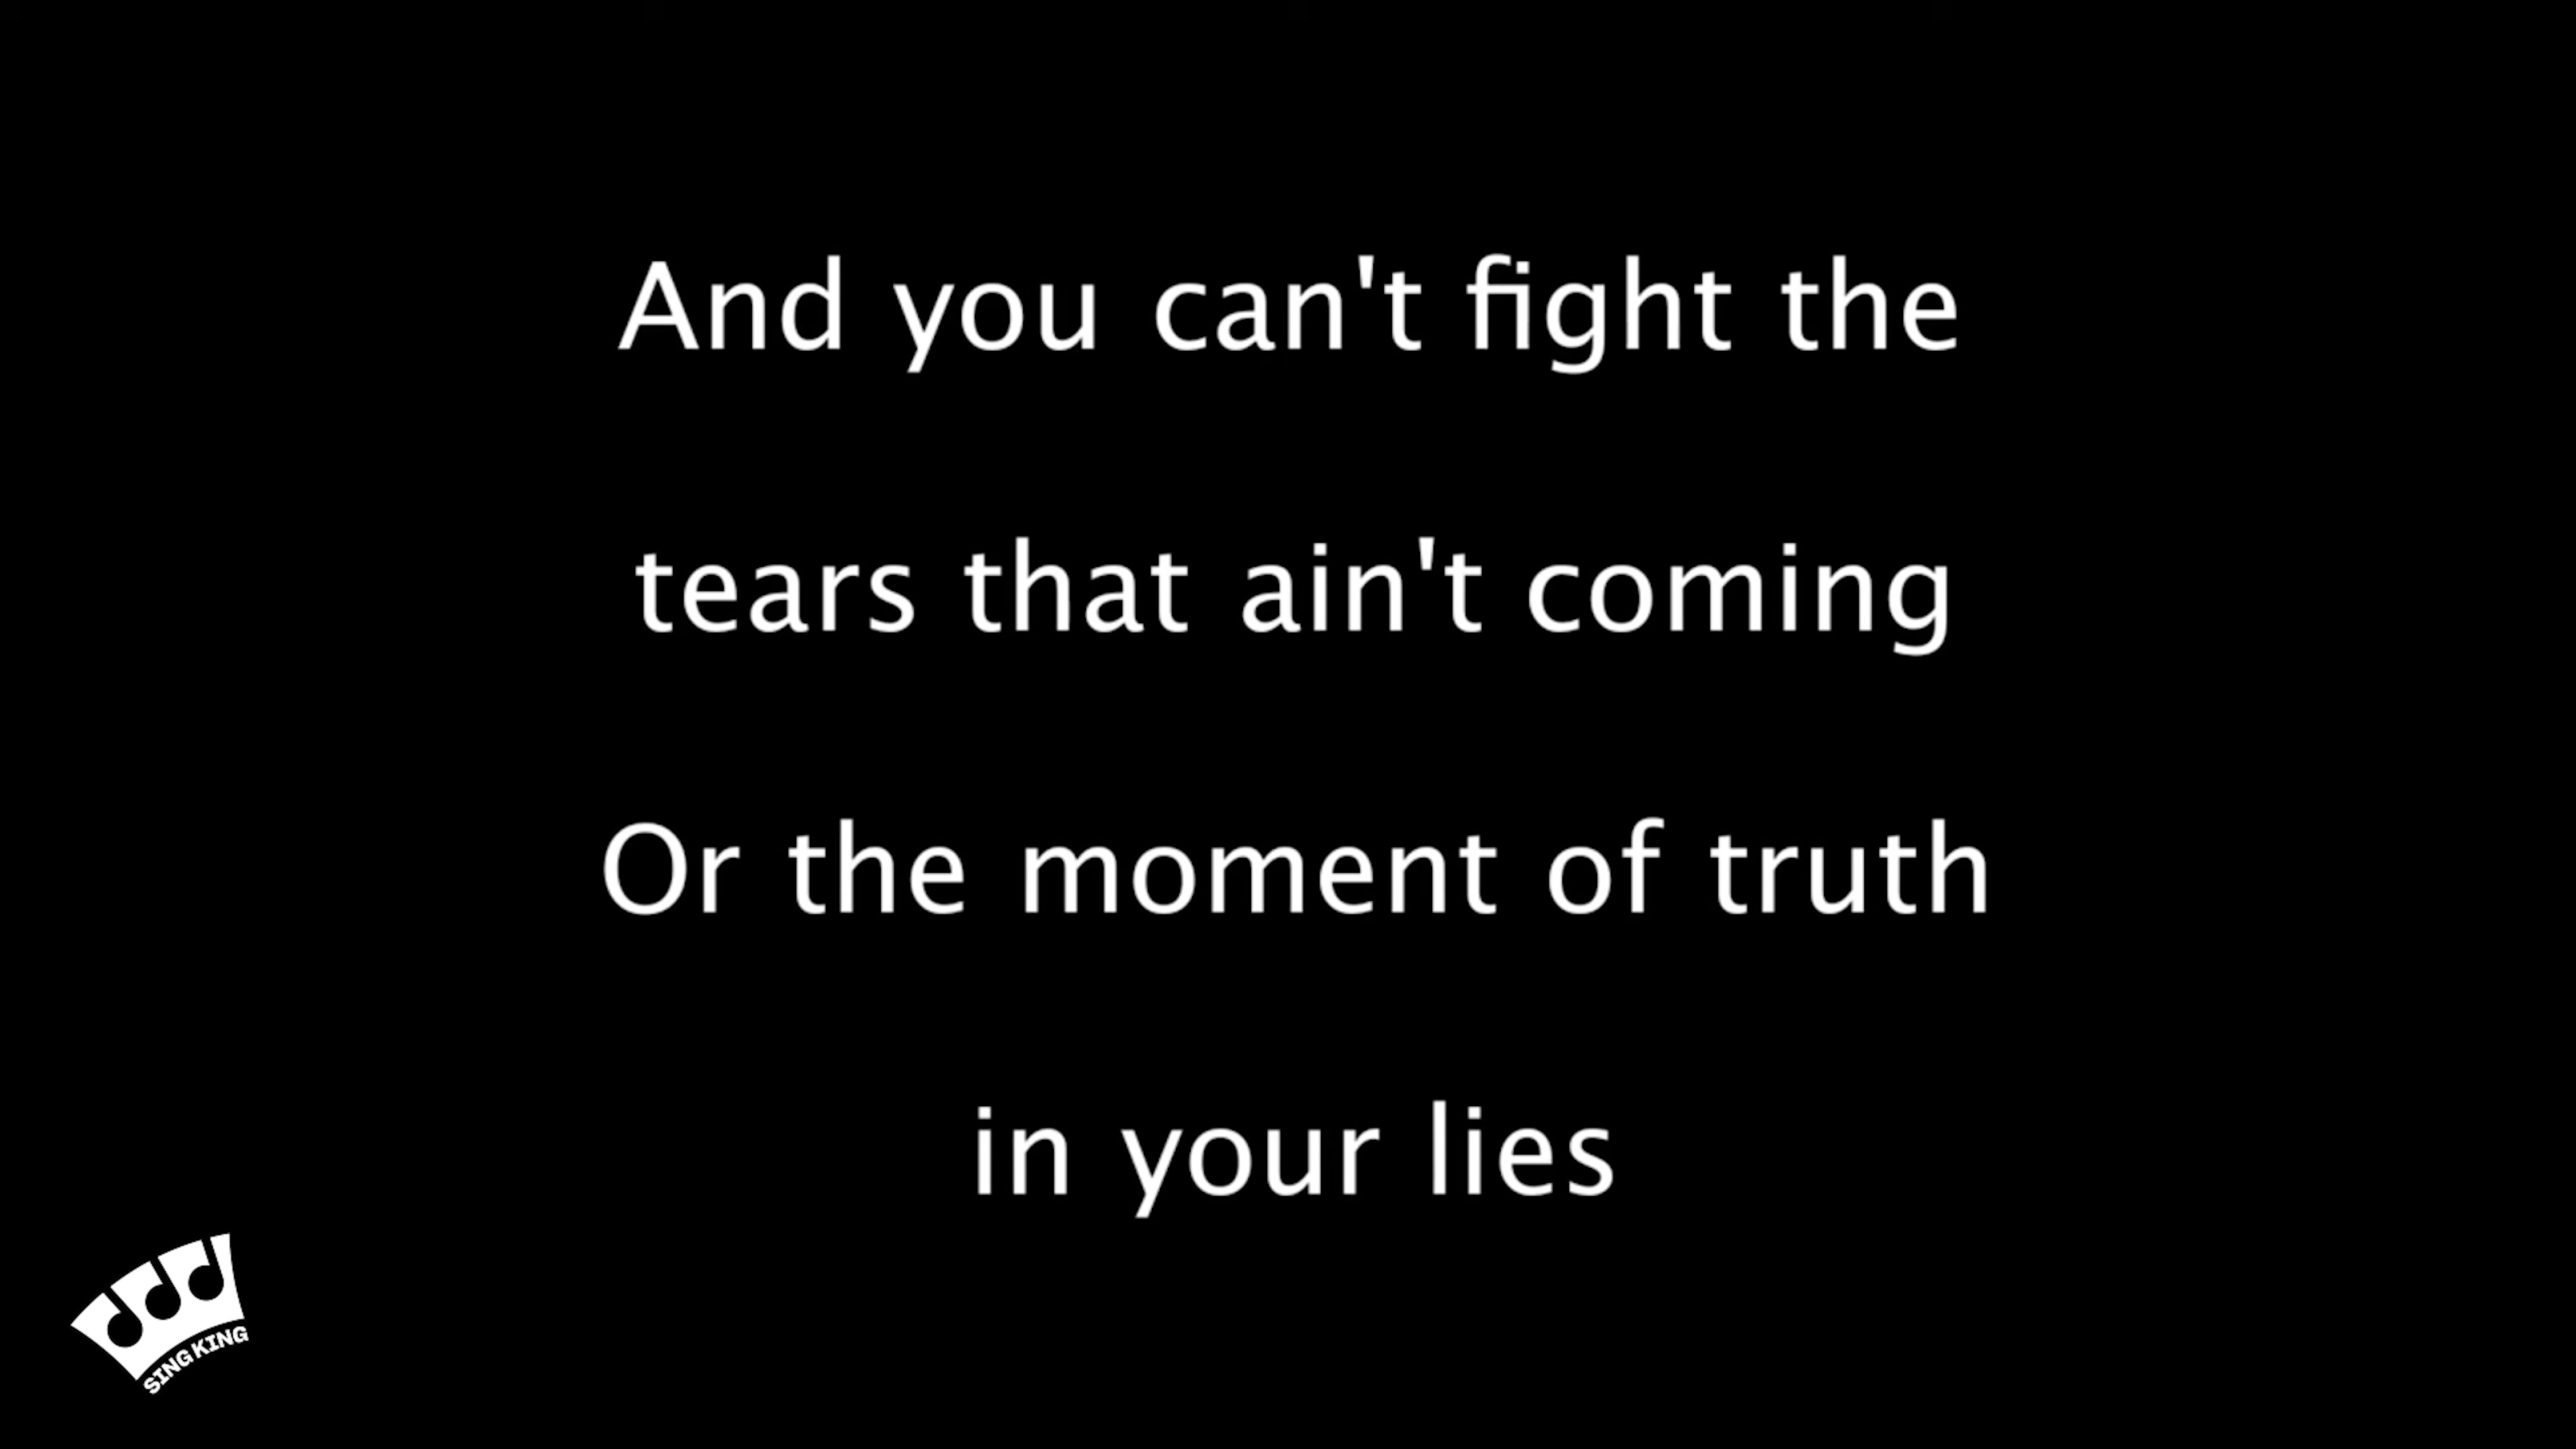 And you can't fight the
tears that ain't coming
Or the moment of truth
in your lies
SING KING